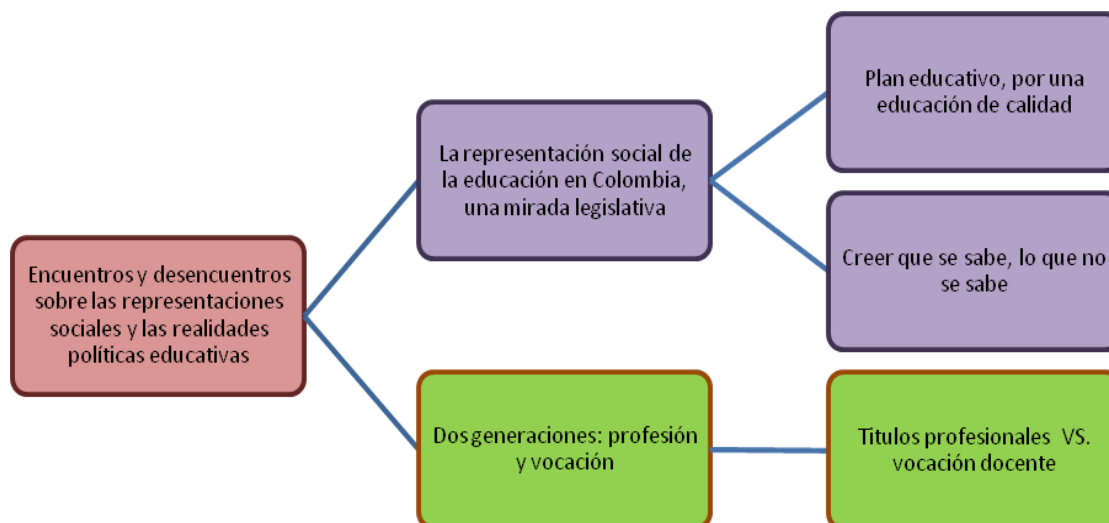 Encuentros y desencuentros
sobre las representaciones
sociales y las realidades
políticas educativas
La representación social de
la educación en Colombia,
una mirada legislativa
Plan educativo, por una
educación de calidad
Creer que se sabe, lo que no
se sabe
Dos generaciones: profesión
y vocación
Titulos profesionales VS.
vocación docente